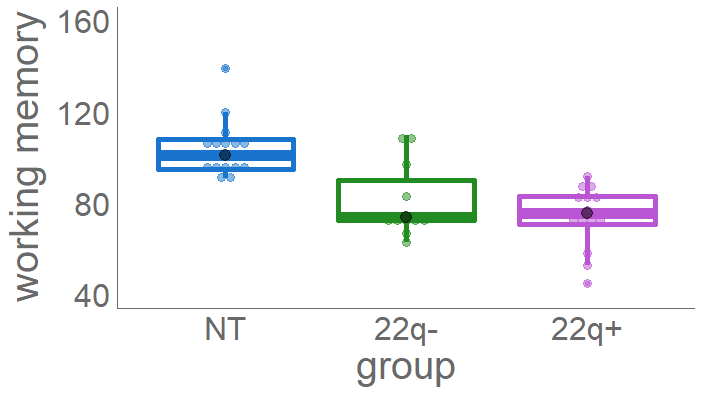 working memory
160
120
80
40
NT
22q-
22q+
group